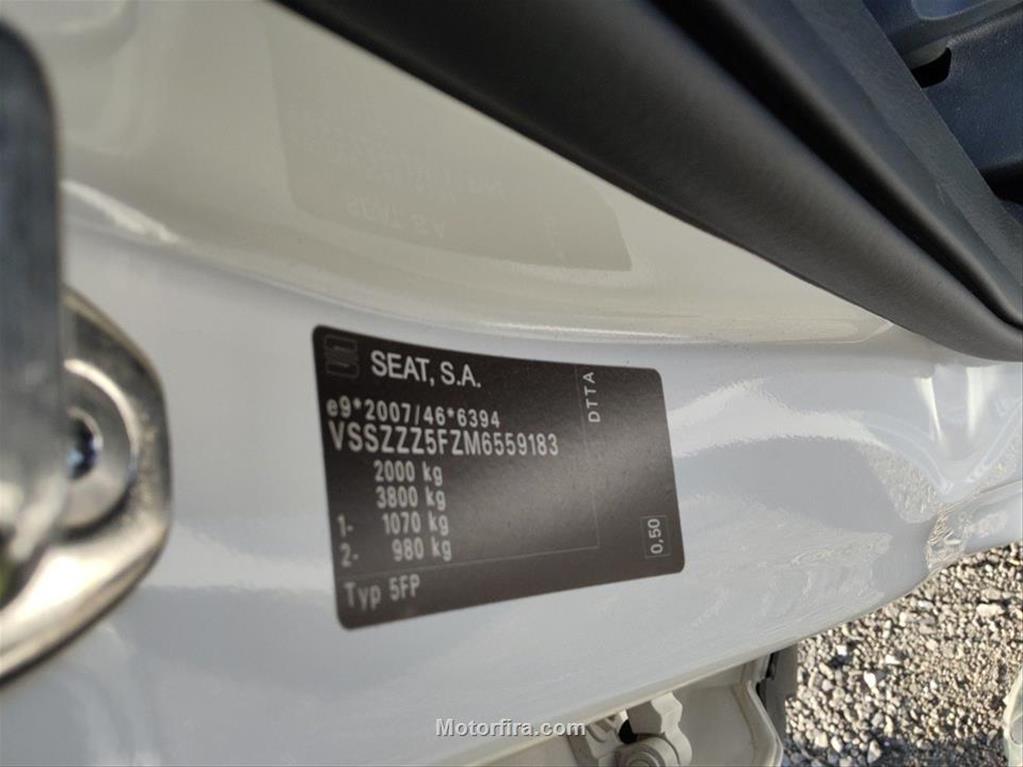 SEAT, S.A.
e9*2007/46*6394
VSSZZZ5FZM6559183
2000 kg
3800 kg
1- 1070 kg
2- 980 kg
Typ 5FP
DTTA
0,50
Motorfira.com